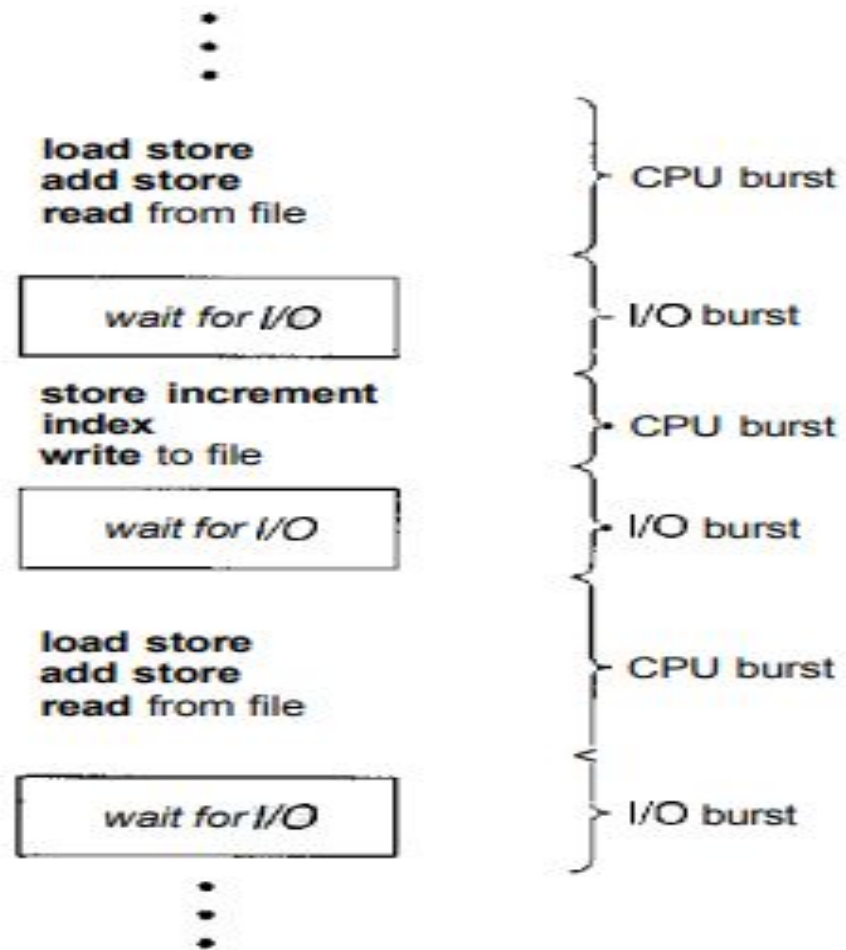 load store
add store
read from file
CPU burst
wait for I/O
I/O burst
store increment
index
write to file
CPU burst
wait for I/O
I/O burst
load store
add store
read from file
CPU burst
wait for I/O
I/O burst